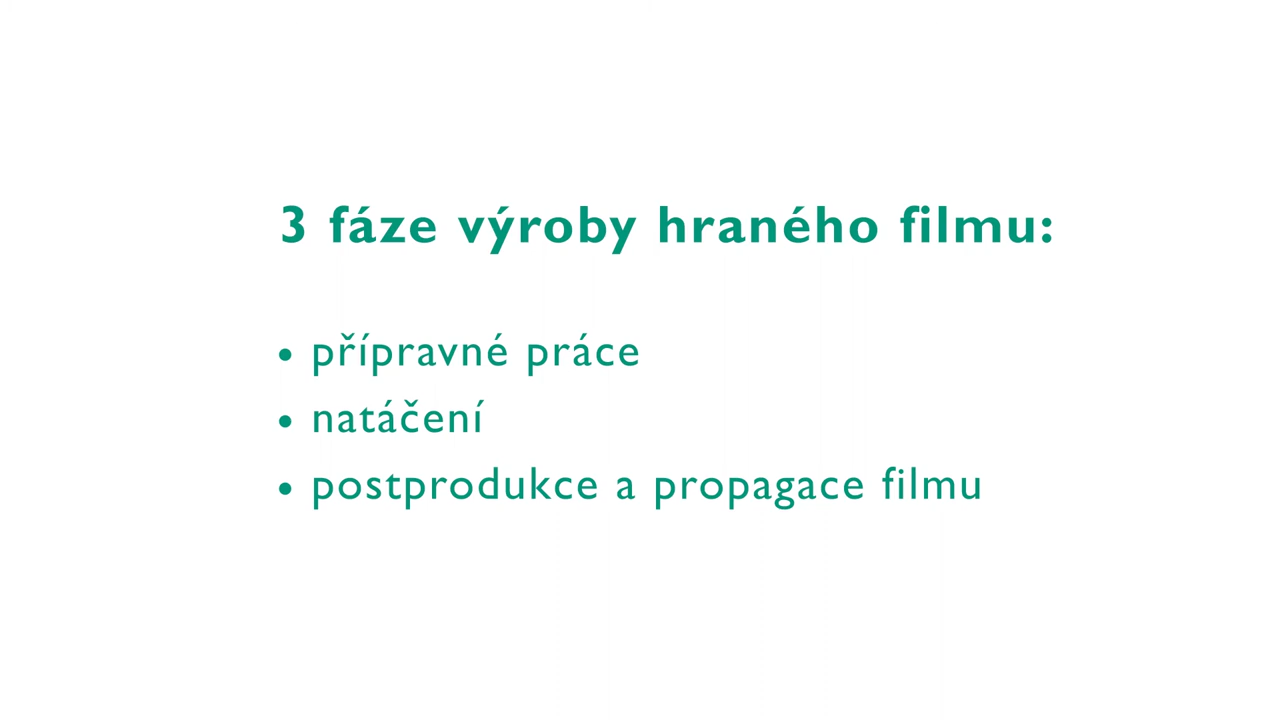 3 fáze výroby hraného filmu:
• přípravné práce
• natáčení
• postprodukce a propagace filmu